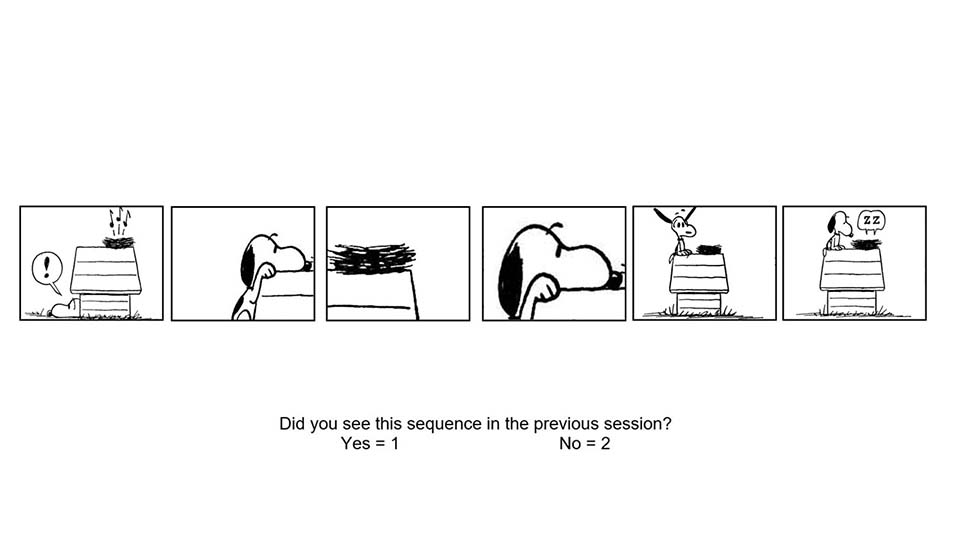 !
Z Z
Did you see this sequence in the previous session?
Yes = 1 No = 2